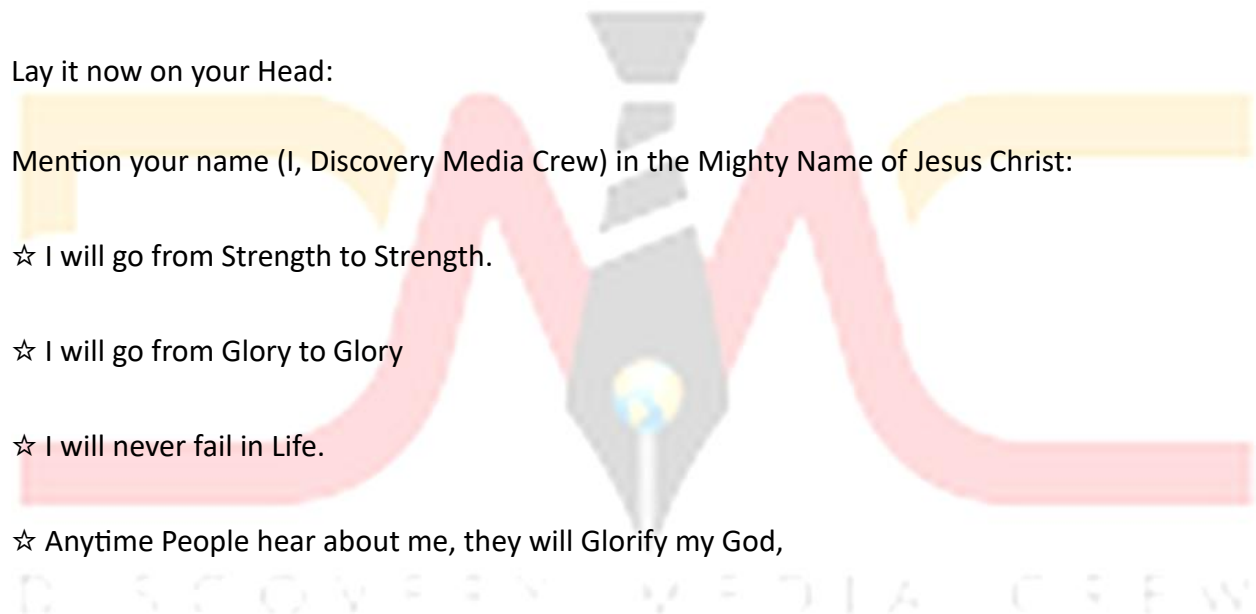 Lay it now on your Head:
Mention your name (I, Discovery Media Crew) in the Mighty Name of Jesus Christ:
☆ I will go from Strength to Strength.
☆ I will go from Glory to Glory
☆ I will never fail in Life.
☆ Anytime People hear about me, they will Glorify my God,
DISCOVERY MEDIA CREW